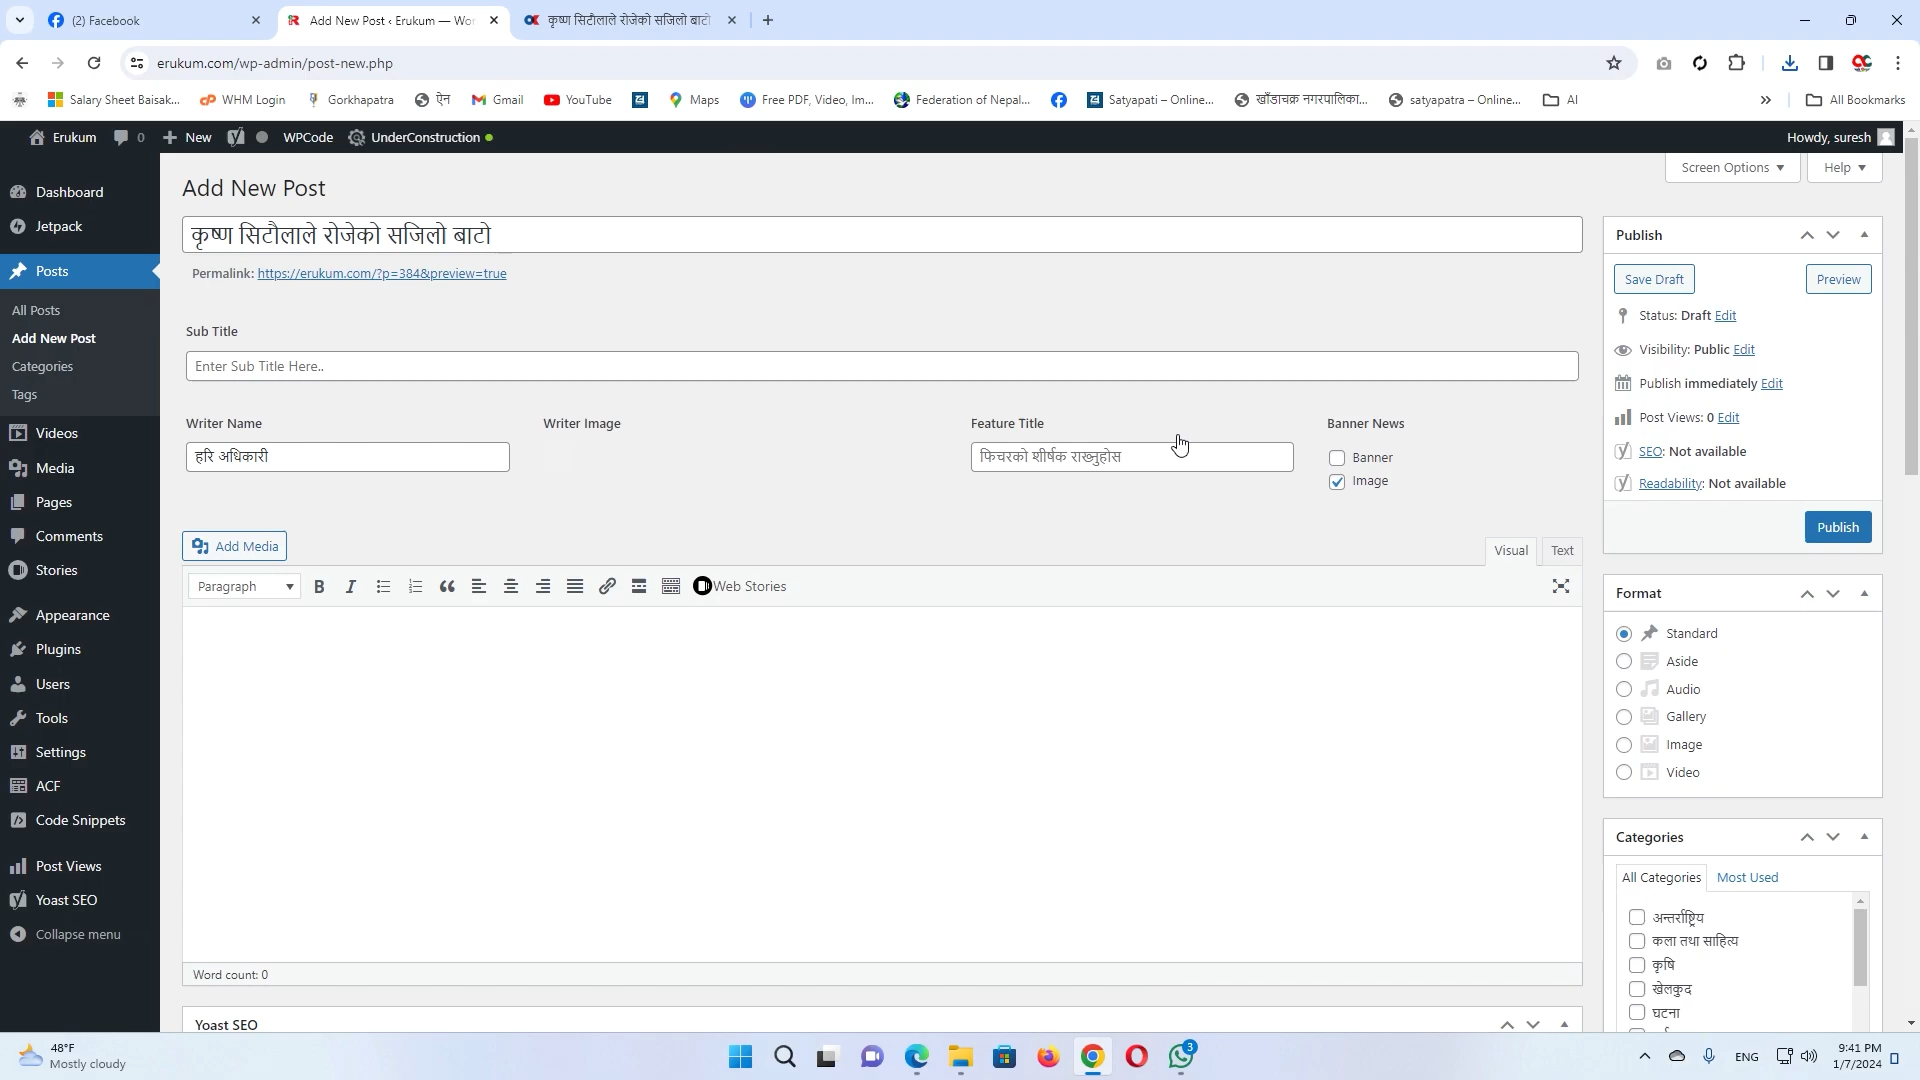 (2) Facebook
Add New Post ‹ Erukum — Wor
कृष्ण सिटौलाले रोजेको सजिलो बाटो
erukum.com/wp-admin/post-new.php
Salary Sheet Baisak...
WHM Login
Gorkhapatra
ऐन
Gmail
YouTube
Maps
Free PDF, Video, Im...
Federation of Nepal...
Satyapati – Online...
खाँडाचक्र नगरपालिका...
satyapatra – Online...
AI
»
All Bookmarks
Erukum
0
New
WPCode
UnderConstruction
Howdy, suresh
Screen Options
Help
Dashboard
Jetpack
Posts
All Posts
Add New Post
Categories
Tags
Videos
Media
Pages
Comments
Stories
Appearance
Plugins
Users
Tools
Settings
ACF
Code Snippets
Post Views
Yoast SEO
Collapse menu
Add New Post
कृष्ण सिटौलाले रोजेको सजिलो बाटो
Permalink: https://erukum.com/?p=384&preview=true
Sub Title
Enter Sub Title Here..
Writer Name
Writer Image
Feature Title
Banner News
हरि अधिकारी
फिचरको शीर्षक राख्नुहोस
Banner
Image
Add Media
Visual
Text
Paragraph
B
I
Web Stories
Word count: 0
Yoast SEO
Publish
Save Draft
Preview
Status: Draft Edit
Visibility: Public Edit
Publish immediately Edit
Post Views: 0 Edit
SEO: Not available
Readability: Not available
Publish
Format
Standard
Aside
Audio
Gallery
Image
Video
Categories
All Categories
Most Used
अन्तर्राष्ट्रिय
कला तथा साहित्य
कृषि
खेलकुद
घटना
48°F
Mostly cloudy
3
ENG
9:41 PM
1/7/2024